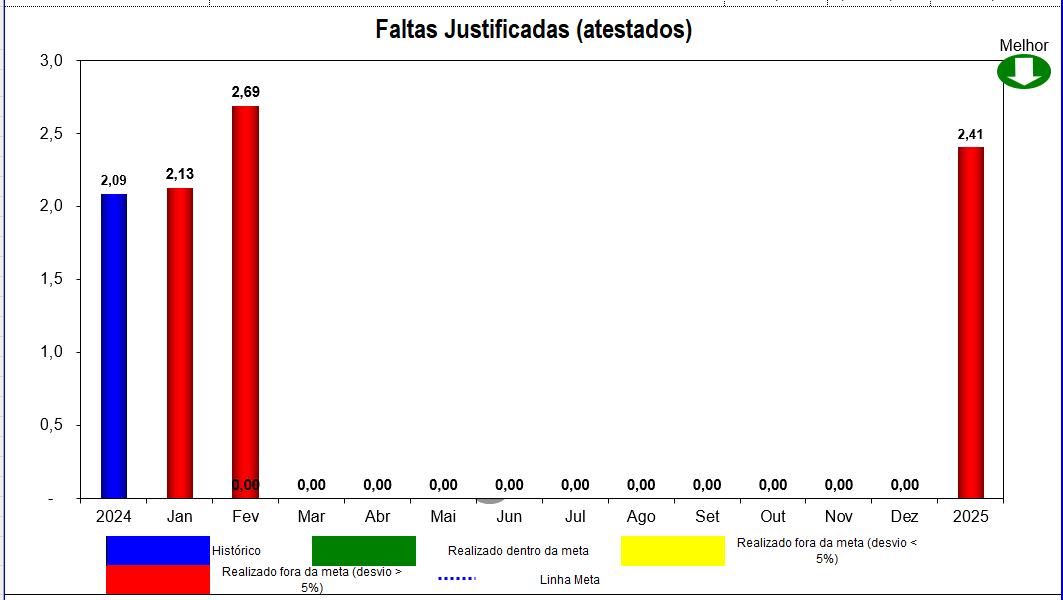 Faltas Justificadas (atestados)
Melhor
3,0
2,69
2,5
2,41
2,13
2,09
2,0
1,5
1,0
0,5
0,00 0,00 0,00 0,00 0,00 0,00 0,00 0,00 0,00 0,00 0,00
-
2024 Jan Fev Mar Abr Mai Jun Jul Ago Set Out Nov Dez 2025
Histórico
Realizado dentro da meta
Realizado fora da meta (desvio <
5%)
Realizado fora da meta (desvio >
5%)
Linha Meta